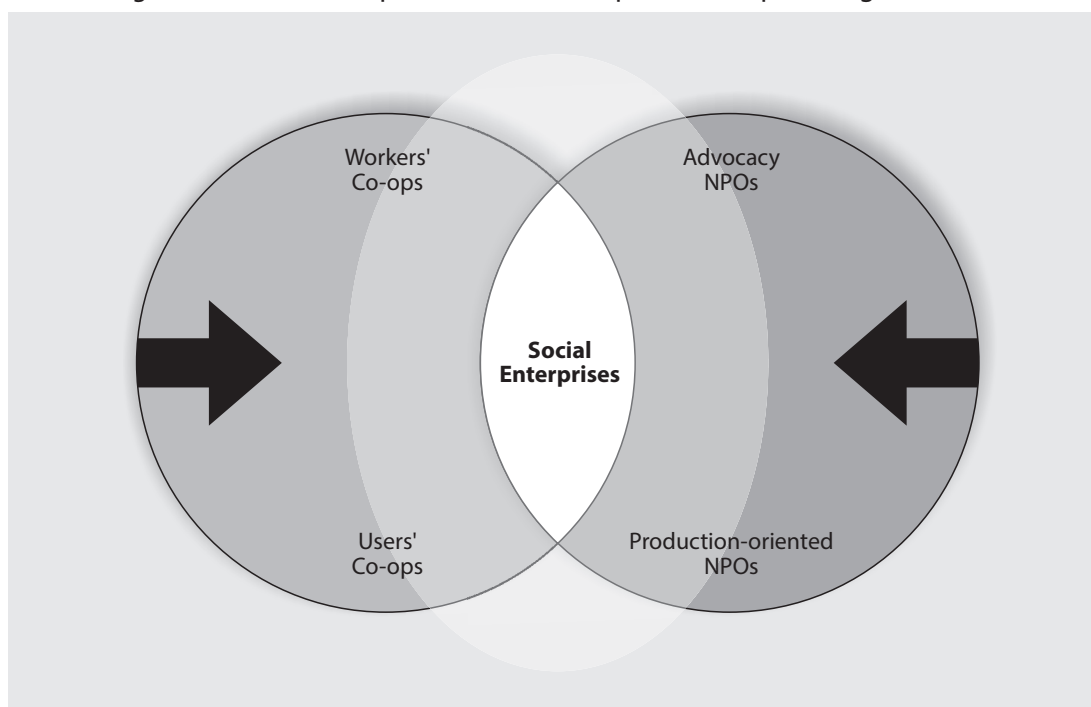 Workers'
Co-ops
Advocacy
NPOs
Social
Enterprises
Users'
Co-ops
Production-oriented
NPOs